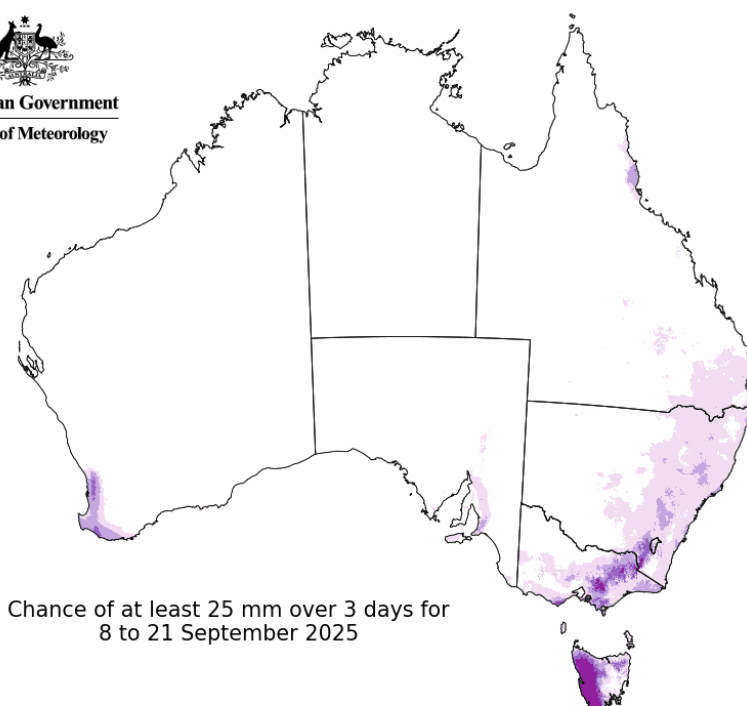 an Government
of Meteorology
Chance of at least 25 mm over 3 days for
8 to 21 September 2025